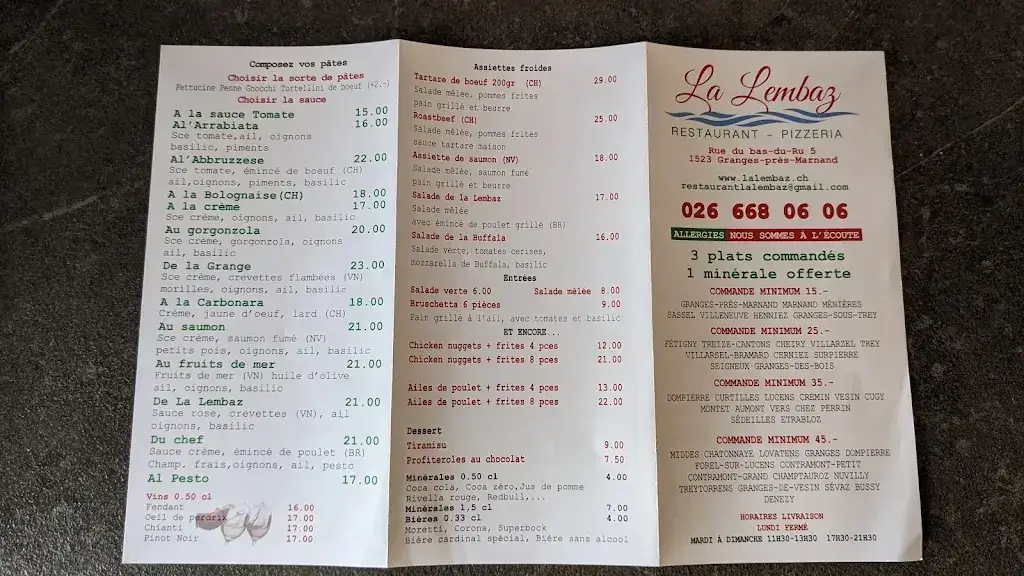 Composez vos pâtes
Choisir la sorte de pâtes
Fettucine Penne Gnocchi Tortellini de boeuf (+2.-)
Choisir la sauce
A la sauce Tomate 15.00
Al'Arrabiata 16.00
Sce tomate,ail, oignons
basilic, piments
Al'Abbruzzese 22.00
Sce tomate, émincé de boeuf (CH)
ail,oignons, piments, basilic
A la Bolognaise(CH) 18.00
A la crème 17.00
Sce crème, oignons, ail, basilic
Au gorgonzola 20.00
Sce crème, gorgonzola, oignons
ail, basilic
De la Grange 23.00
Sce crème, crevettes flambées (VN)
morilles, oignons, ail, basilic
A la Carbonara 18.00
Crème, jaune d'oeuf, lard (CH)
Au saumon 21.00
Sce crème, saumon fumé (NV)
petits pois, oignons, ail, basilic
Au fruits de mer 21.00
Fruits de mer (VN) huile d'olive
ail, oignons, basilic
De La Lembaz 21.00
Sauce rose, crevettes (VN), ail
oignons, basilic
Du chef 21.00
Sauce crème, émincé de poulet (BR)
Champ. frais,oignons, ail, pesto
Al Pesto 17.00
Vins 0.50 cl
Fendant 16.00
Oeil de perdrix 17.00
Chianti 17.00
Pinot Noir 17.00
Assiettes froides
Tartare de boeuf 200gr (CH) 29.00
Salade mêlée, pommes frites
pain grillé et beurre
Roastbeef (CH) 25.00
Salade mêlée, pommes frites
sauce tartare maison
Assiette de saumon (NV) 18.00
Salade mêlée, saumon fumé
pain grillé et beurre
Salade de la Lembaz 17.00
Salade mêlée
avec émincé de poulet grillé (BR)
Salade de la Buffala 16.00
Salade verte, tomates-cerises,
mozzarella de Buffala, basilic
Entrées
Salade verte 6.00 Salade mêlée 8.00
Bruschetta 6 pièces 9.00
Pain grillé à l'ail, avec tomates et basilic
ET ENCORE...
Chicken nuggets + frites 4 pces 12.00
Chicken nuggets + frites 8 pces 21.00
Ailes de poulet + frites 4 pces 13.00
Ailes de poulet + frites 8 pces 22.00
Dessert
Tiramisu 9.00
Profiteroles au chocolat 7.50
Minérales 0.50 cl 4.00
Coca cola, Coca zéro,Jus de pomme
Rivella rouge, Redbull,...
Minérales 1,5 cl 7.00
Bières 0.33 cl 4.00
Moretti, Corona, Superbock
Bière cardinal spécial, Bière sans alcool
La Lembaz
RESTAURANT - PIZZERIA
Rue du bas-du-Ru 5
1523 Granges-près-Marnand
www.lalembaz.ch
restaurantlalembaz@gmail.com
026 668 06 06
ALLERGIES NOUS SOMMES À L'ÉCOUTE
3 plats commandés
1 minérale offerte
COMMANDE MINIMUM 15.-
GRANGES-PRÈS-MARNAND MARNAND MÉNIÈRES
SASSEL VILLENEUVE HENNIEZ GRANGES-SOUS-TREY
COMMANDE MINIMUM 25.-
FÉTIGNY TREIZE-CANTONS CHEIRY VILLARZEL TREY
VILLARSEL-BRAMARD CERNIEZ SURPIERRE
SEIGNEUX GRANGES-DES-BOIS
COMMANDE MINIMUM 35.-
DOMPIERRE CURTILLES LUCENS CREMIN VESIN CUGY
MONTET AUMONT VERS CHEZ PERRIN
SÉDEILLES ETRABLOZ
COMMANDE MINIMUM 45.-
MIDDES CHATONNAYE LOVATENS GRANGES DOMPIERRE
FOREL-SUR-LUCENS CONTRAMONT-PETIT
CONTRAMONT-GRAND CHAMPTAUROZ NUVILLY
TREYTORRENS GRANGES-DE-VESIN SÉVAZ BUSSY
DENEZY
HORAIRES LIVRAISON
LUNDI FERMÉ
MARDI À DIMANCHE 11H30-13H30 17H30-21H30